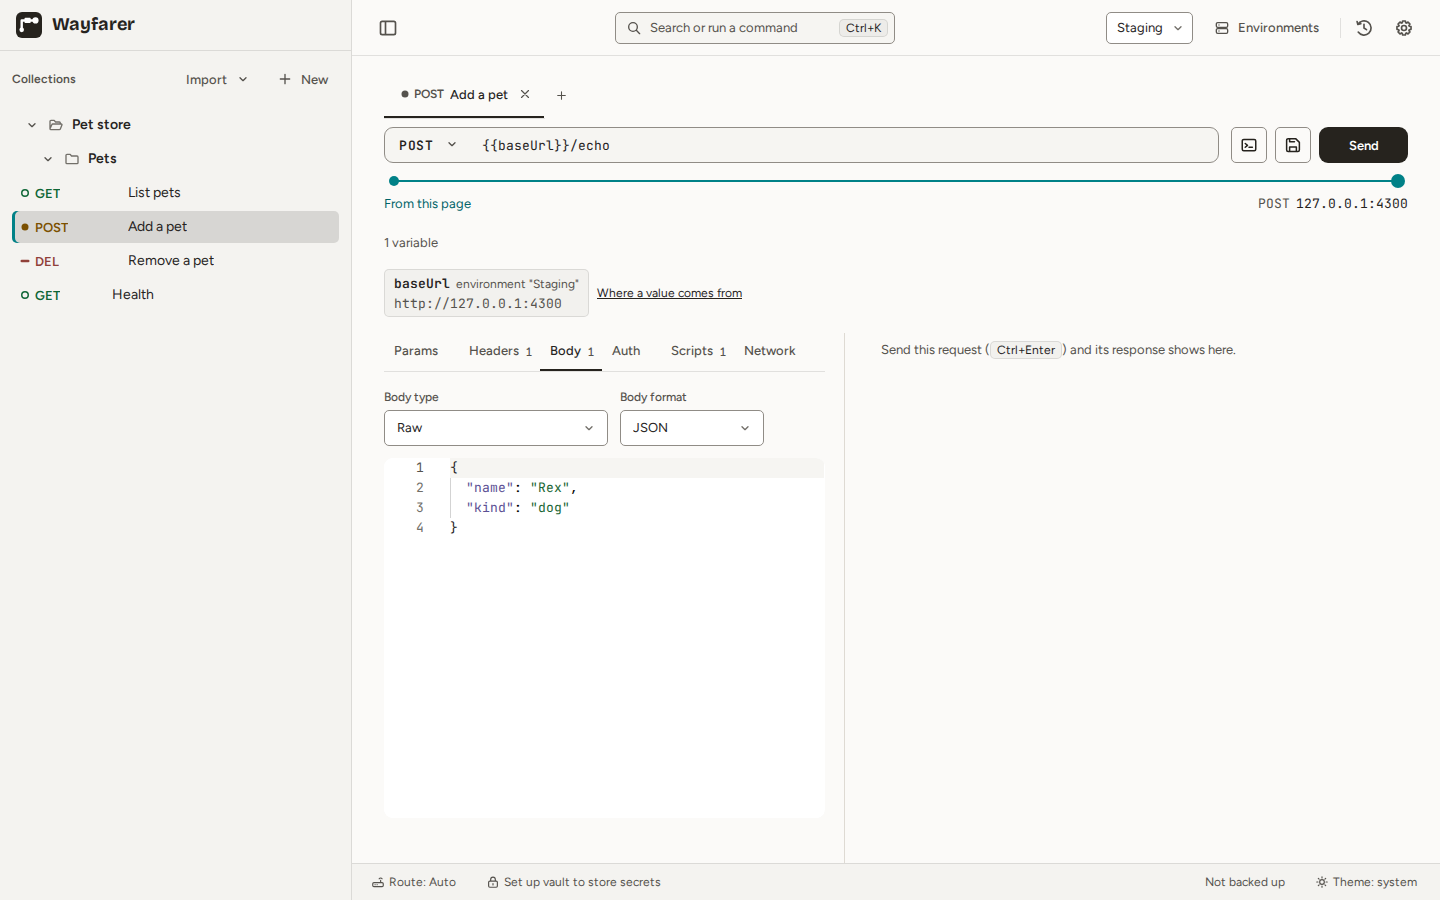 Wayfarer
Search or run a command Ctrl+K
Staging
Environments
Collections
Import
New
Pet store
Pets
GET List pets
POST Add a pet
DEL Remove a pet
GET Health
POST Add a pet
POST {{baseUrl}}/echo
Send
From this page
POST 127.0.0.1:4300
1 variable
baseUrl environment "Staging"
http://127.0.0.1:4300
Where a value comes from
Params Headers 1 Body 1 Auth Scripts 1 Network
Send this request (Ctrl+Enter) and its response shows here.
Body type
Body format
Raw
JSON
1 {
2 "name": "Rex",
3 "kind": "dog"
4 }
Route: Auto
Set up vault to store secrets
Not backed up
Theme: system